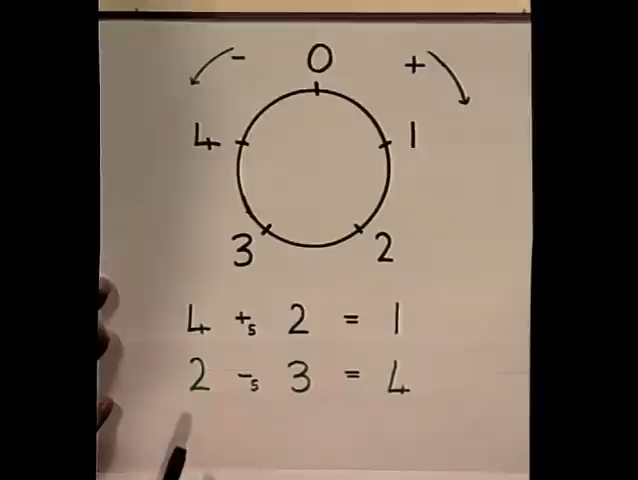 - 0 +
4 1
3 2
4 +₅ 2 = 1
2 -₅ 3 = 4